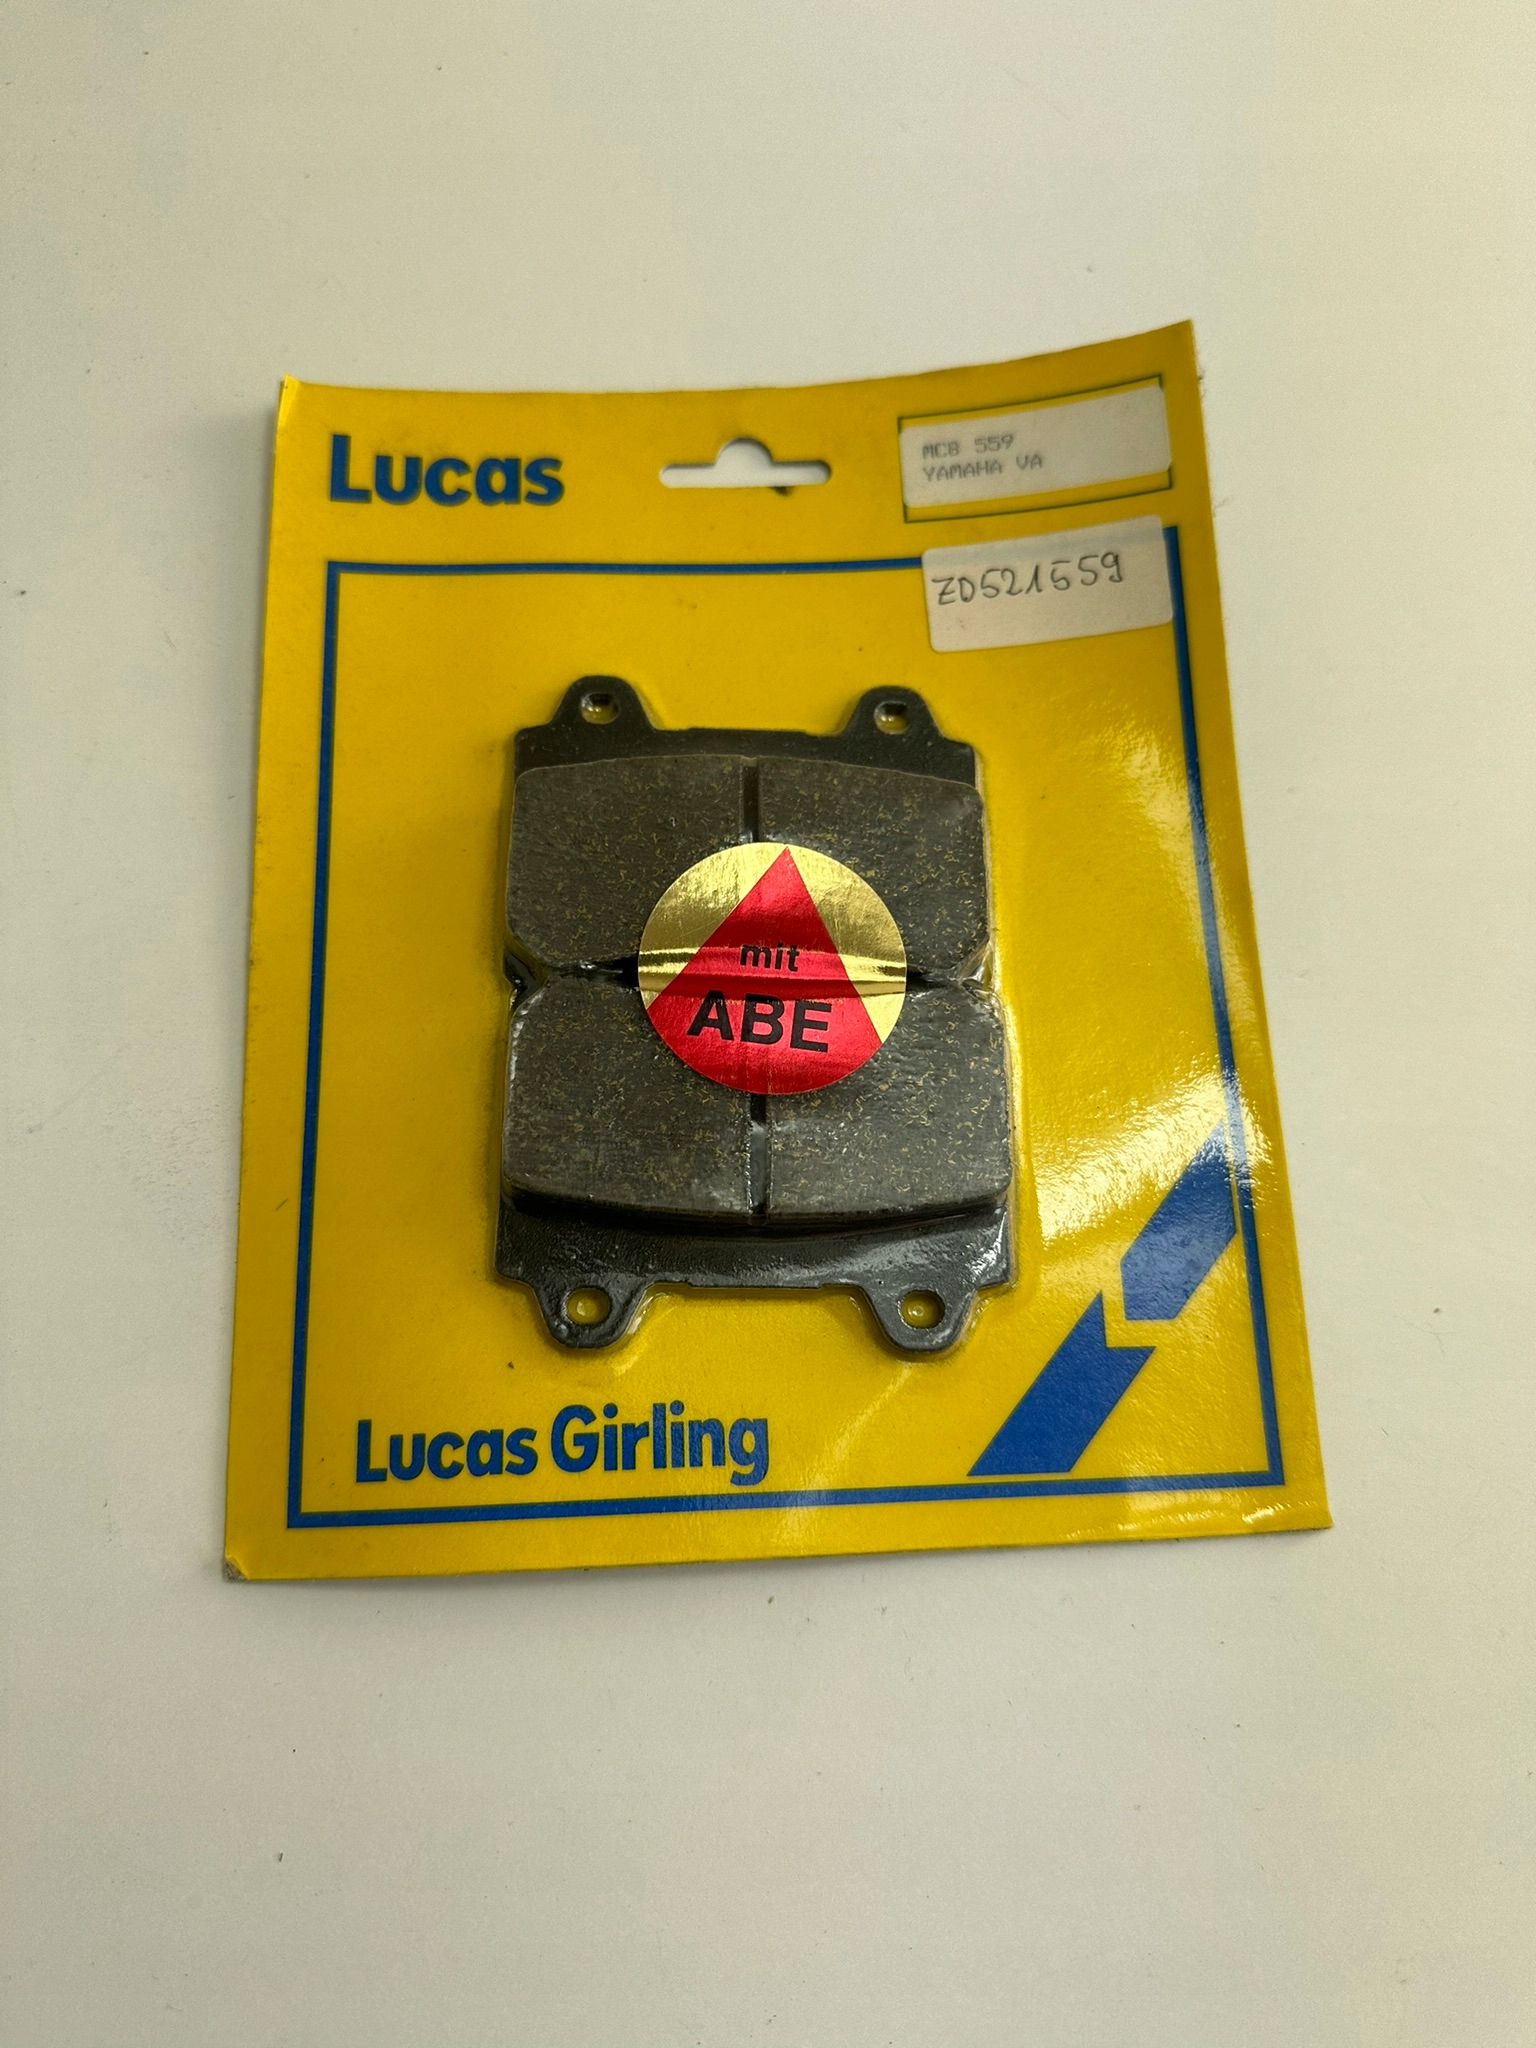 Lucas
MCB 559
YAMAHA VA
ZD521559
mit
ABE
Lucas Girling